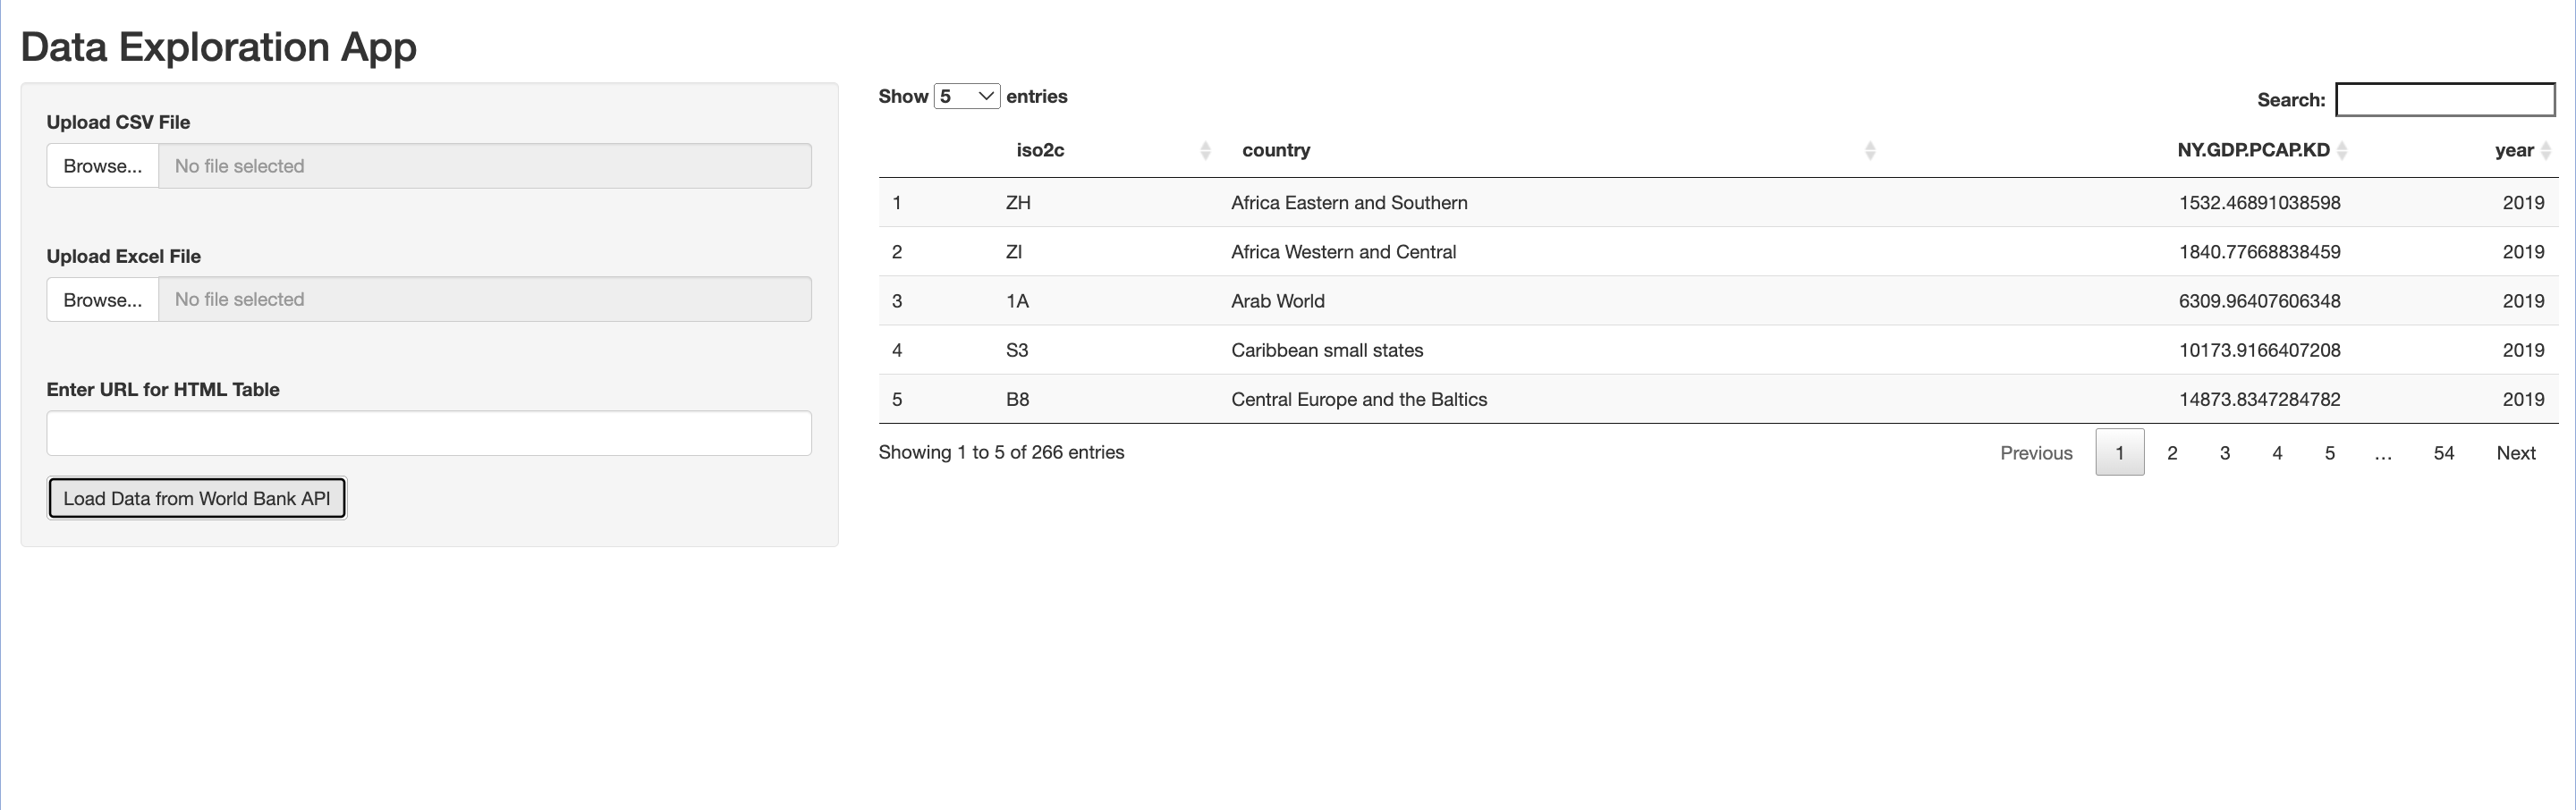 Data Exploration App
Upload CSV File
Browse... No file selected
Upload Excel File
Browse... No file selected
Enter URL for HTML Table
Load Data from World Bank API
Show 5 entries
Search:
iso2c country NY.GDP.PCAP.KD year
1 ZH Africa Eastern and Southern 1532.46891038598 2019
2 ZI Africa Western and Central 1840.77668838459 2019
3 1A Arab World 6309.96407606348 2019
4 S3 Caribbean small states 10173.9166407208 2019
5 B8 Central Europe and the Baltics 14873.8347284782 2019
Showing 1 to 5 of 266 entries
Previous 1 2 3 4 5 ... 54 Next